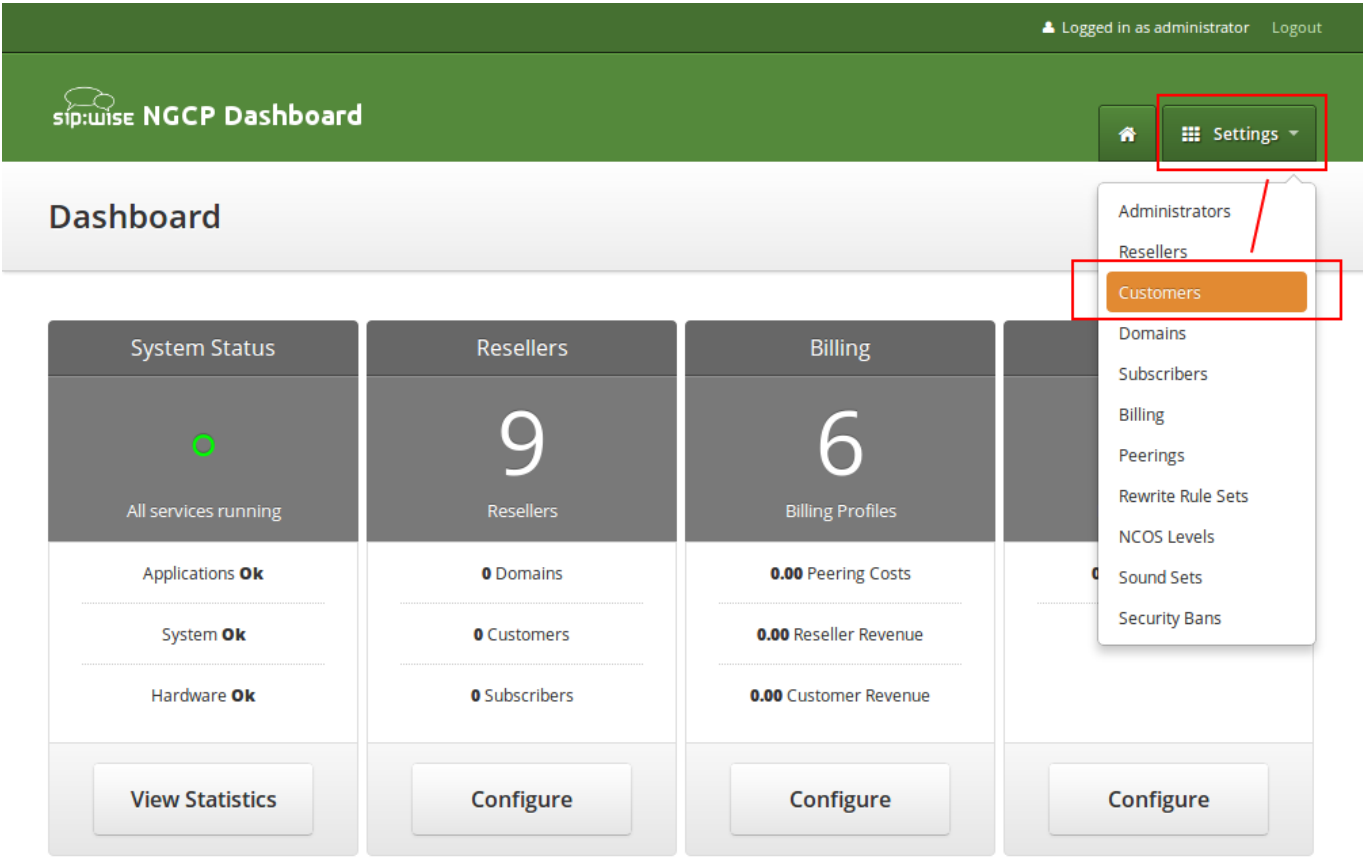 Logged in as administrator Logout
sip:wise NGCP Dashboard
Settings
Dashboard
Administrators
Resellers
Customers
Domains
Subscribers
Billing
Peerings
Rewrite Rule Sets
NCOS Levels
Sound Sets
Security Bans
System Status
All services running
Applications Ok
System Ok
Hardware Ok
View Statistics
Resellers
9
Resellers
0 Domains
0 Customers
0 Subscribers
Configure
Billing
6
Billing Profiles
0.00 Peering Costs
0.00 Reseller Revenue
0.00 Customer Revenue
Configure
Configure